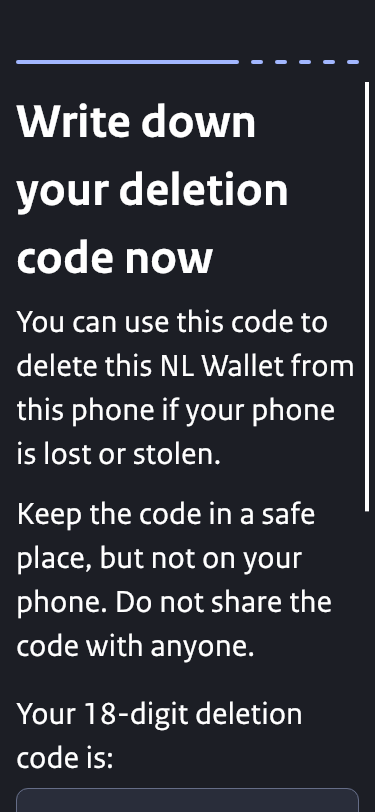 Write down
your deletion
code now
You can use this code to
delete this NL Wallet from
this phone if your phone
is lost or stolen.
Keep the code in a safe
place, but not on your
phone. Do not share the
code with anyone.
Your 18-digit deletion
code is: